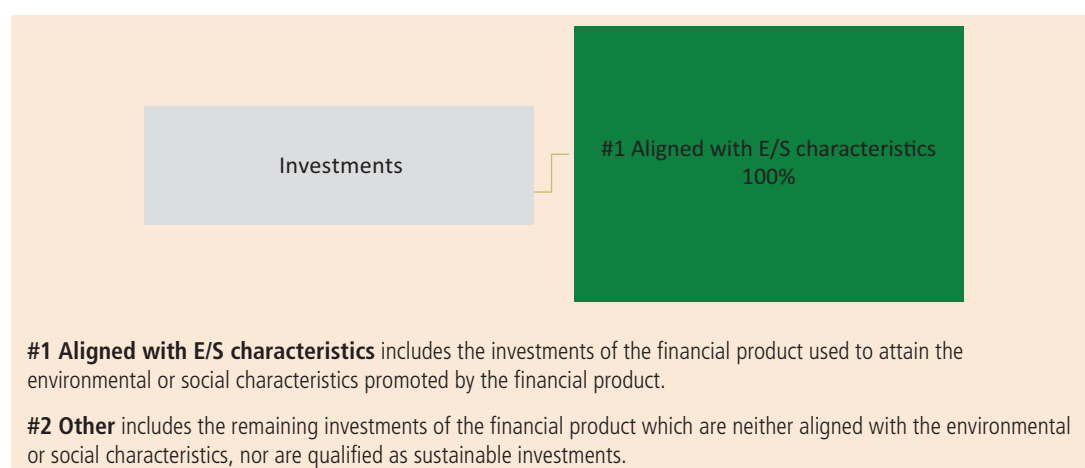 Investments
#1 Aligned with E/S characteristics
100%
#1 Aligned with E/S characteristics includes the investments of the financial product used to attain the
environmental or social characteristics promoted by the financial product.
#2 Other includes the remaining investments of the financial product which are neither aligned with the environmental
or social characteristics, nor are qualified as sustainable investments.